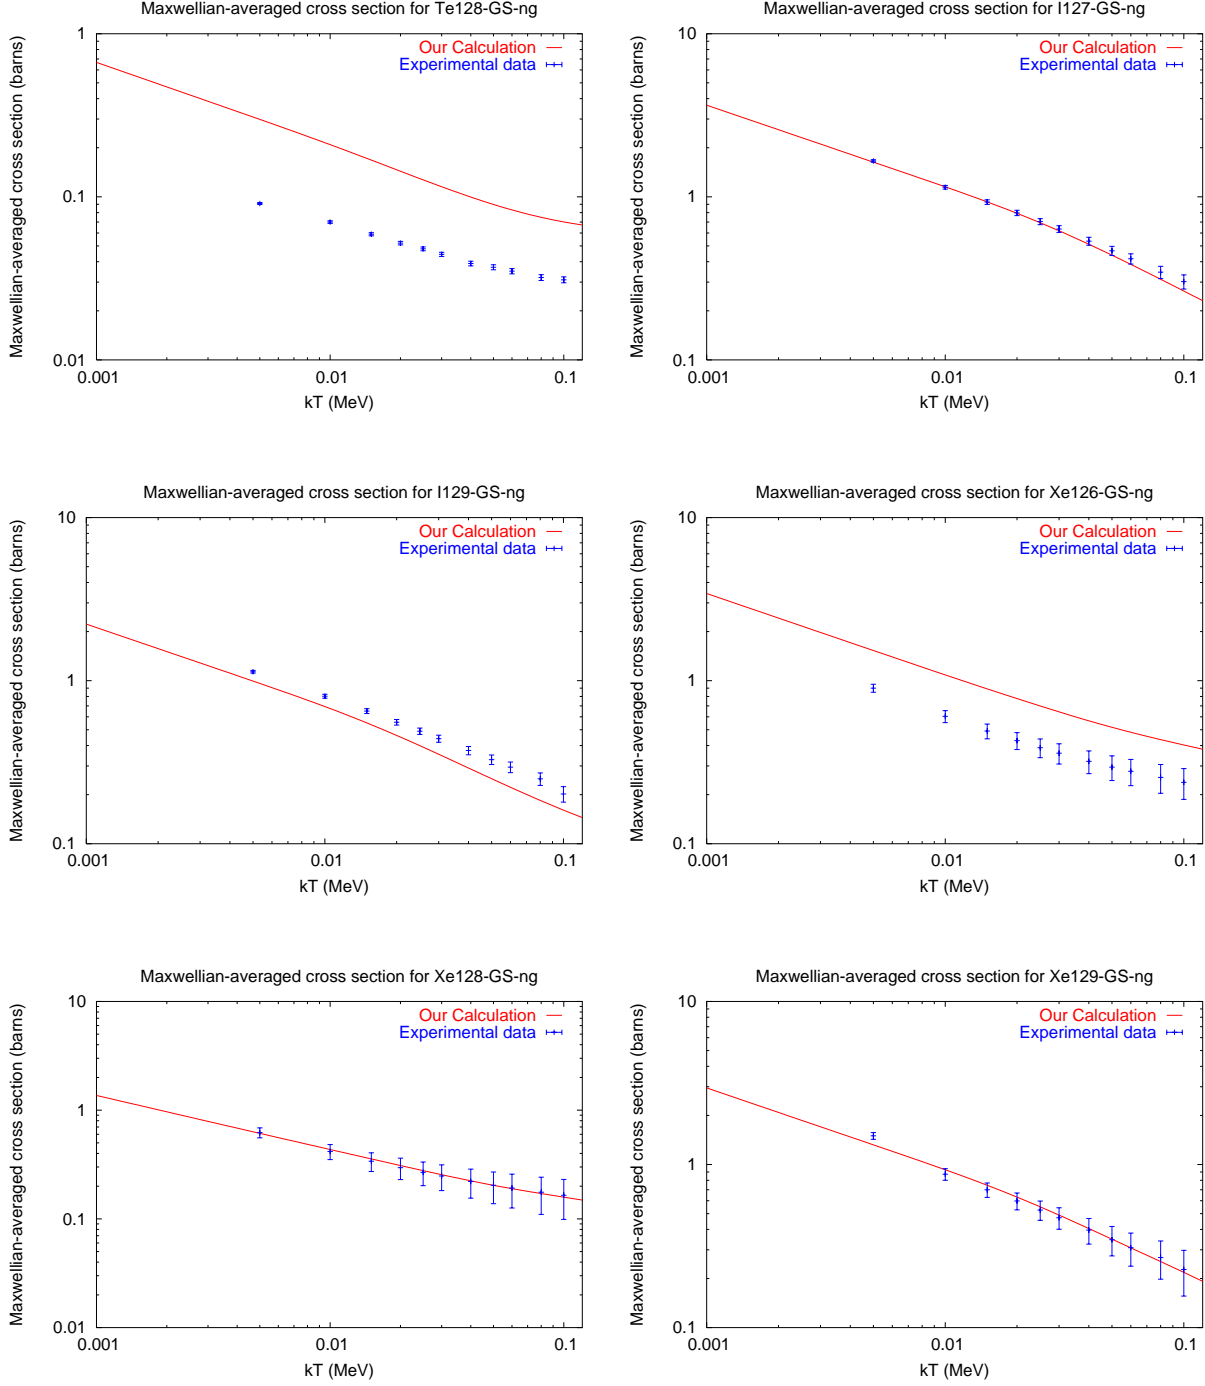 Maxwellian-averaged cross section for Te128-GS-ng
Maxwellian-averaged cross section (barns)
1
0.1
0.01
Our Calculation
Experimental data
0.001
0.01
0.1
kT (MeV)
Maxwellian-averaged cross section for I127-GS-ng
Maxwellian-averaged cross section (barns)
10
1
0.1
Our Calculation
Experimental data
0.001
0.01
0.1
kT (MeV)
Maxwellian-averaged cross section for I129-GS-ng
Maxwellian-averaged cross section (barns)
10
1
0.1
Our Calculation
Experimental data
0.001
0.01
0.1
kT (MeV)
Maxwellian-averaged cross section for Xe126-GS-ng
Maxwellian-averaged cross section (barns)
10
1
0.1
Our Calculation
Experimental data
0.001
0.01
0.1
kT (MeV)
Maxwellian-averaged cross section for Xe128-GS-ng
Maxwellian-averaged cross section (barns)
10
1
0.1
0.01
Our Calculation
Experimental data
0.001
0.01
0.1
kT (MeV)
Maxwellian-averaged cross section for Xe129-GS-ng
Maxwellian-averaged cross section (barns)
10
1
0.1
Our Calculation
Experimental data
0.001
0.01
0.1
kT (MeV)